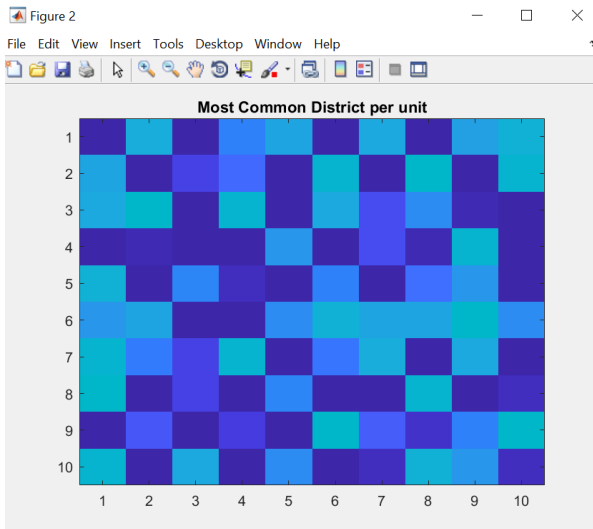 Figure 2
File Edit View Insert Tools Desktop Window Help
Most Common District per unit
1
2
3
4
5
6
7
8
9
10
1 2 3 4 5 6 7 8 9 10